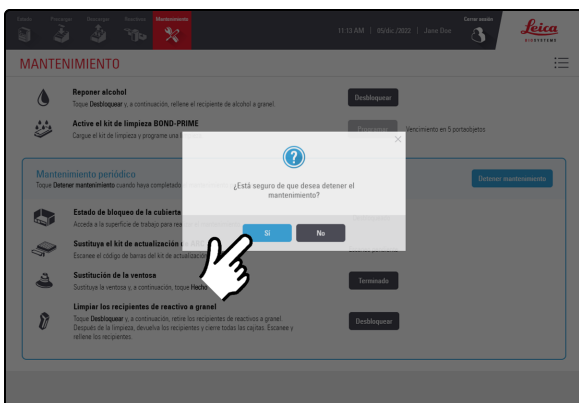 Estado
Precargar
Descargar
Reactivos
Mantenimiento
11:13 AM | 05/dic./2022 | Jane Doe
Cerrar sesión
Leica
BIOSYSTEMS
MANTENIMIENTO
Reponer alcohol
Toque Desbloquear y, a continuación, rellene el recipiente de alcohol a granel.
Desbloquear
Active el kit de limpieza BOND-PRIME
Cargue el kit de limpieza y programe una
Programar
Vencimiento en 5 portaobjetos
¿Está seguro de que desea detener el
mantenimiento?
Sí
No
Mantenimiento periódico
Toque Detener mantenimiento cuando haya completado
Detener mantenimiento
Estado de bloqueo de la cubierta
Acceda a la superficie de trabajo para
Sustituya el kit de actualización de ARC
Escanee el código de barras del kit de actualización
Sustitución de la ventosa
Sustituya la ventosa y, a continuación, toque Hecho
Terminado
Limpiar los recipientes de reactivo a granel
Toque Desbloquear y, a continuación, retire los recipientes de reactivos a granel.
Después de la limpieza, devuelva los recipientes y cierre todas las cajitas. Escanee y
rellene los recipientes.
Desbloquear